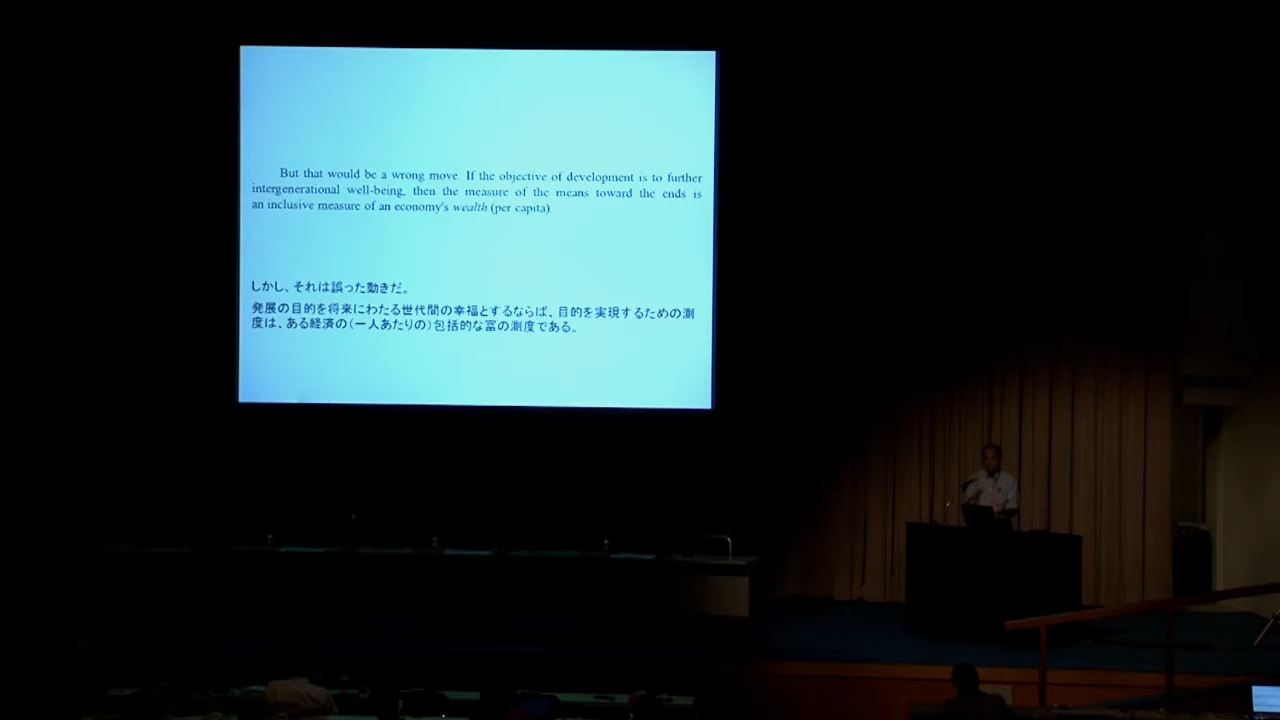 But that would be a wrong move. If the objective of development is to further
intergenerational well-being, then the measure of the means toward the ends is
an inclusive measure of an economy's wealth (per capita)
しかし、それは誤った動きだ。
発展の目的を将来にわたる世代間の幸福とするならば、目的を実現するための測
度は、ある経済の(一人あたりの)包括的な富の測度である。